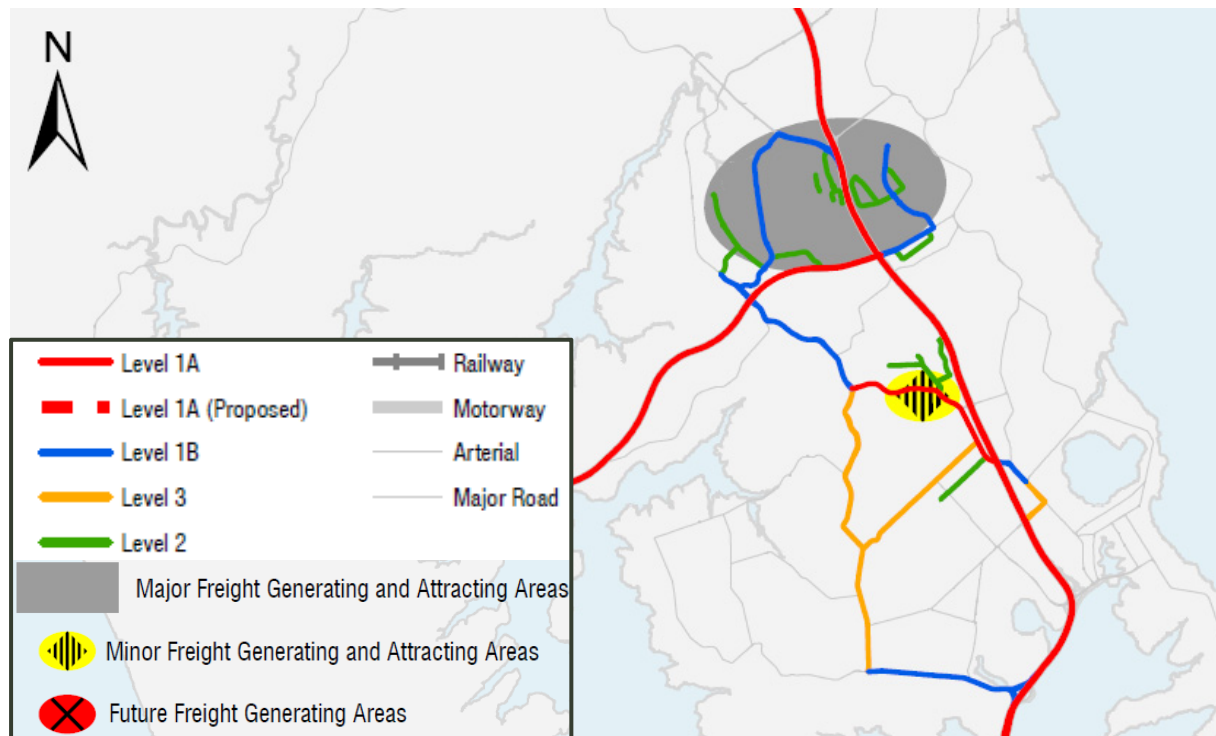 N
Level 1A
Railway
Level 1A (Proposed)
Motorway
Level 1B
Arterial
Level 3
Major Road
Level 2
Major Freight Generating and Attracting Areas
Minor Freight Generating and Attracting Areas
Future Freight Generating Areas